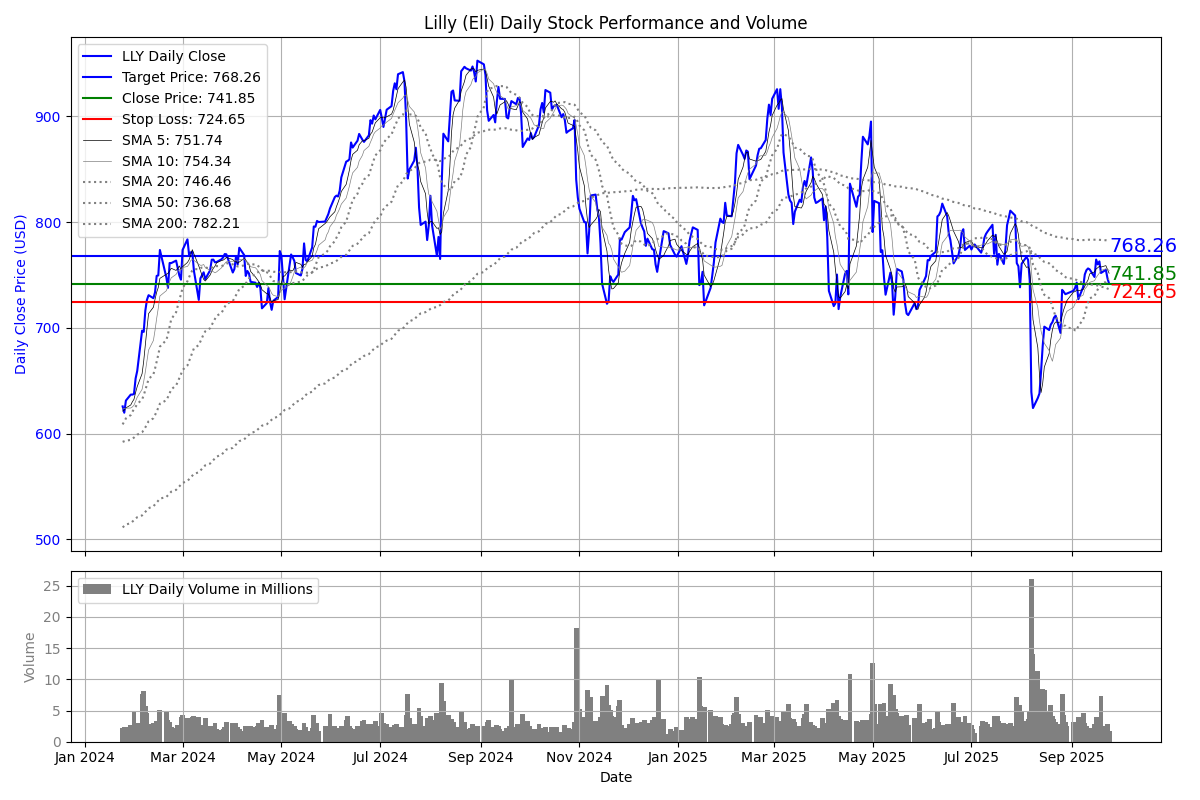 Lilly (Eli) Daily Stock Performance and Volume
LLY Daily Close
Target Price: 768.26
Close Price: 741.85
Stop Loss: 724.65
SMA 5: 751.74
SMA 10: 754.34
SMA 20: 746.46
SMA 50: 736.68
SMA 200: 782.21
Daily Close Price (USD)
900
800
700
600
500
768.26
741.85
724.65
LLY Daily Volume in Millions
Volume
25
20
15
10
5
0
Jan 2024 Mar 2024 May 2024 Jul 2024 Sep 2024 Nov 2024 Jan 2025 Mar 2025 May 2025 Jul 2025 Sep 2025
Date